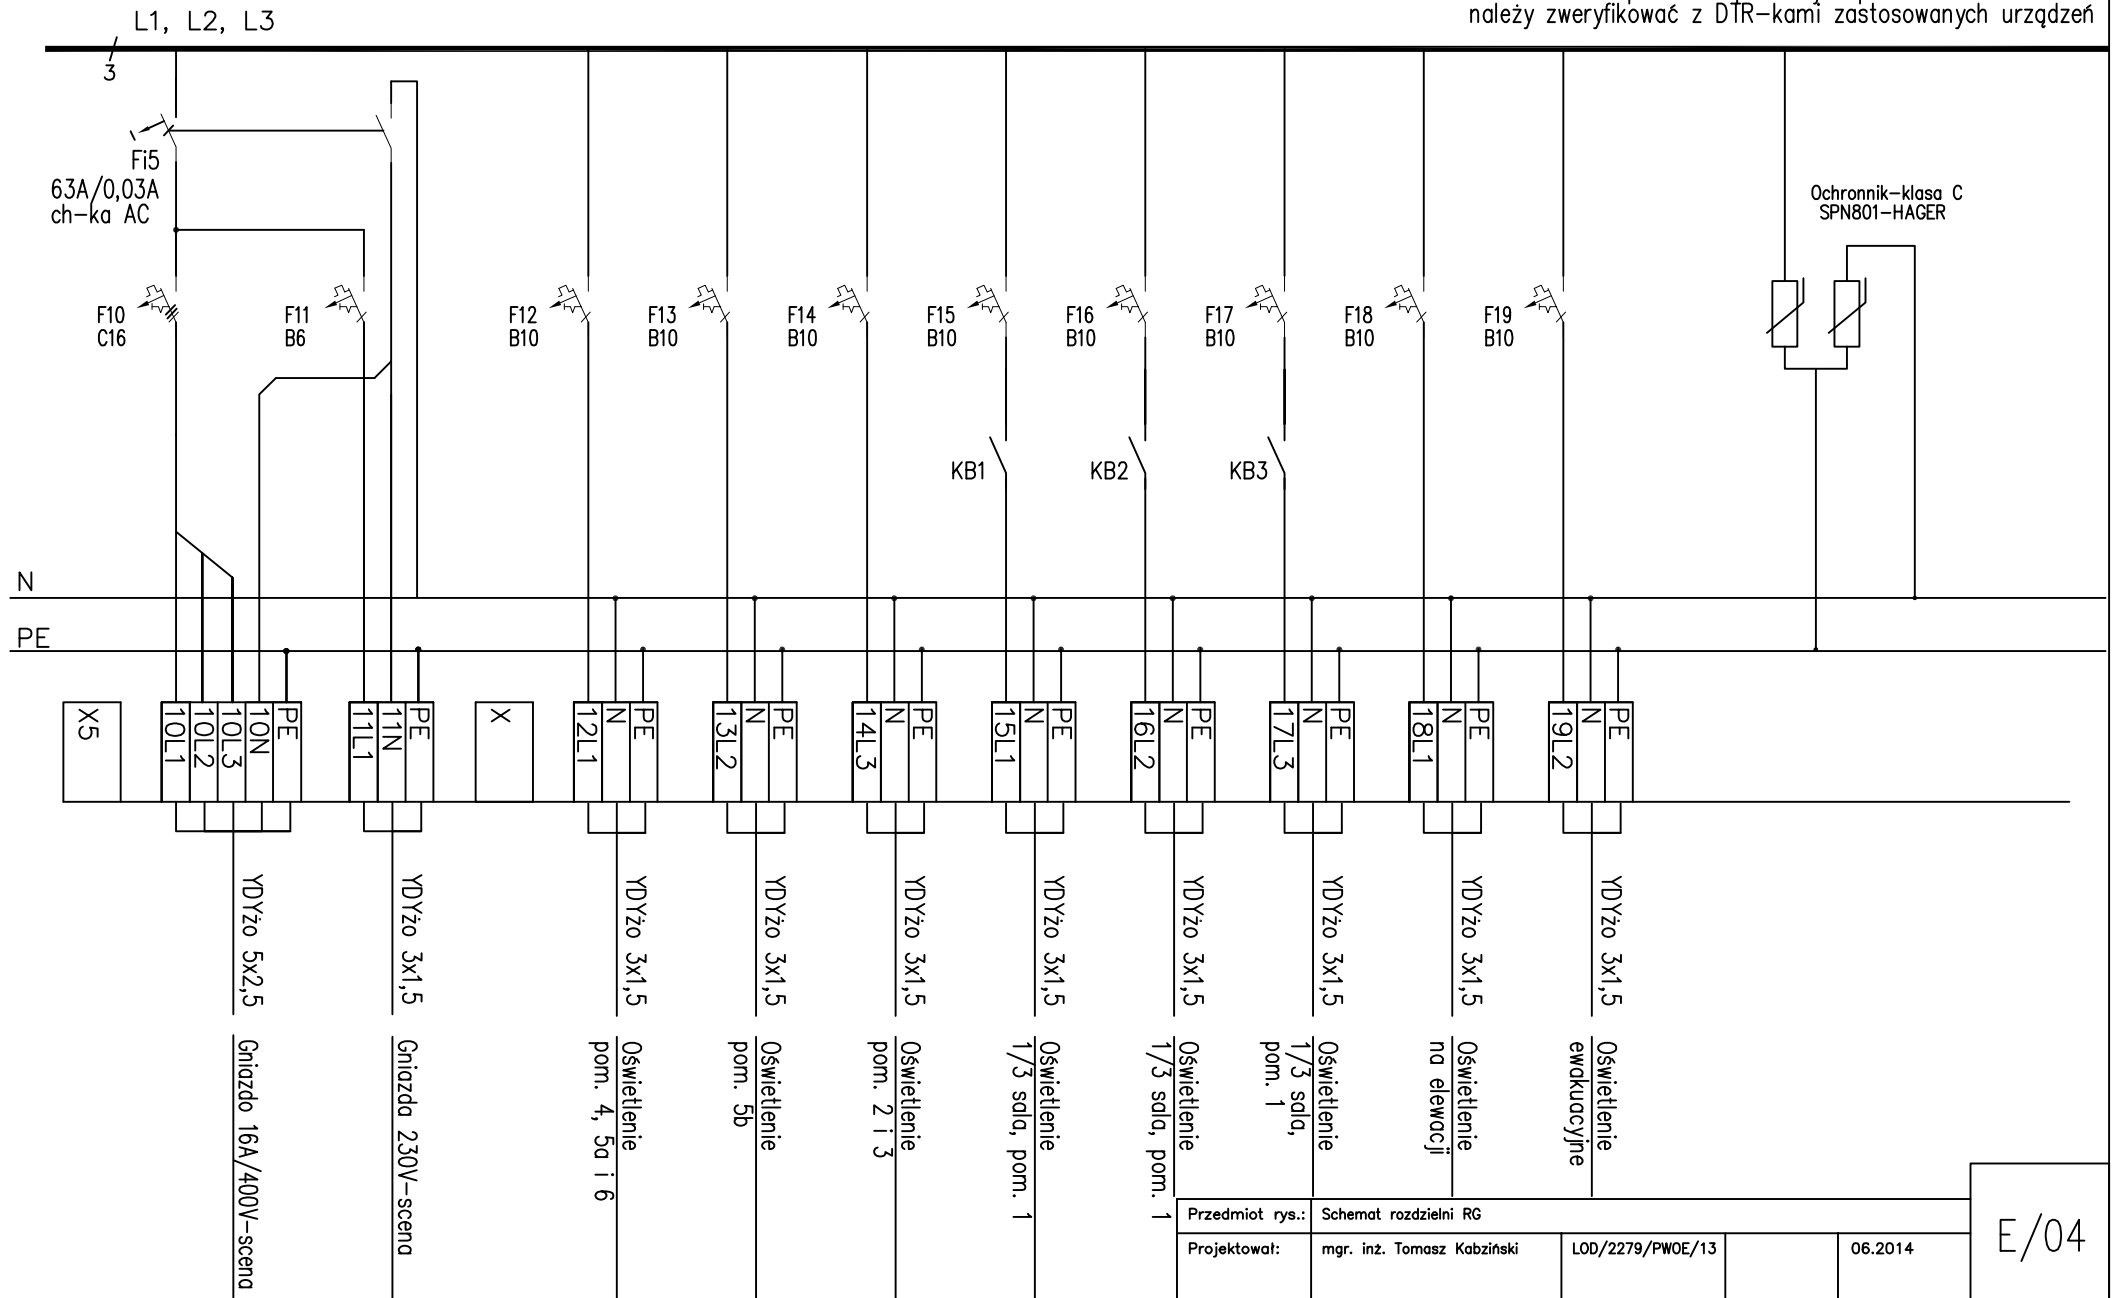 należy zweryfikować z DTR-kami zastosowanych urządzeń
L1, L2, L3
3
Fi5
63A/0,03A
ch-ka AC
Ochronnik-klasa C
SPN801-HAGER
F10
C16
F11
B6
F12
B10
F13
B10
F14
B10
F15
B10
F16
B10
F17
B10
F18
B10
F19
B10
KB1
KB2
KB3
N
PE
X5
10L1
10L2
10L3
10N
PE
11L1
11N
PE
X
12L1
N
PE
13L2
N
PE
14L3
N
PE
15L1
N
PE
16L2
N
PE
17L3
N
PE
18L1
N
PE
19L2
N
PE
YDYżo 5x2,5
YDYżo 3x1,5
YDYżo 3x1,5
YDYżo 3x1,5
YDYżo 3x1,5
YDYżo 3x1,5
YDYżo 3x1,5
YDYżo 3x1,5
YDYżo 3x1,5
YDYżo 3x1,5
Gniazdo 16A/400V-scena
Gniazda 230V-scena
Oświetlenie
pom. 4, 5a i 6
Oświetlenie
pom. 5b
Oświetlenie
pom. 2 i 3
Oświetlenie
1/3 sala, pom. 1
Oświetlenie
1/3 sala, pom. 1
Oświetlenie
1/3 sala,
pom. 1
Oświetlenie
na elewacji
Oświetlenie
ewakuacyjne
Przedmiot rys.: Schemat rozdzielni RG
Projektował: mgr. inż. Tomasz Kabziński LOD/2279/PWOE/13 06.2014
E/04